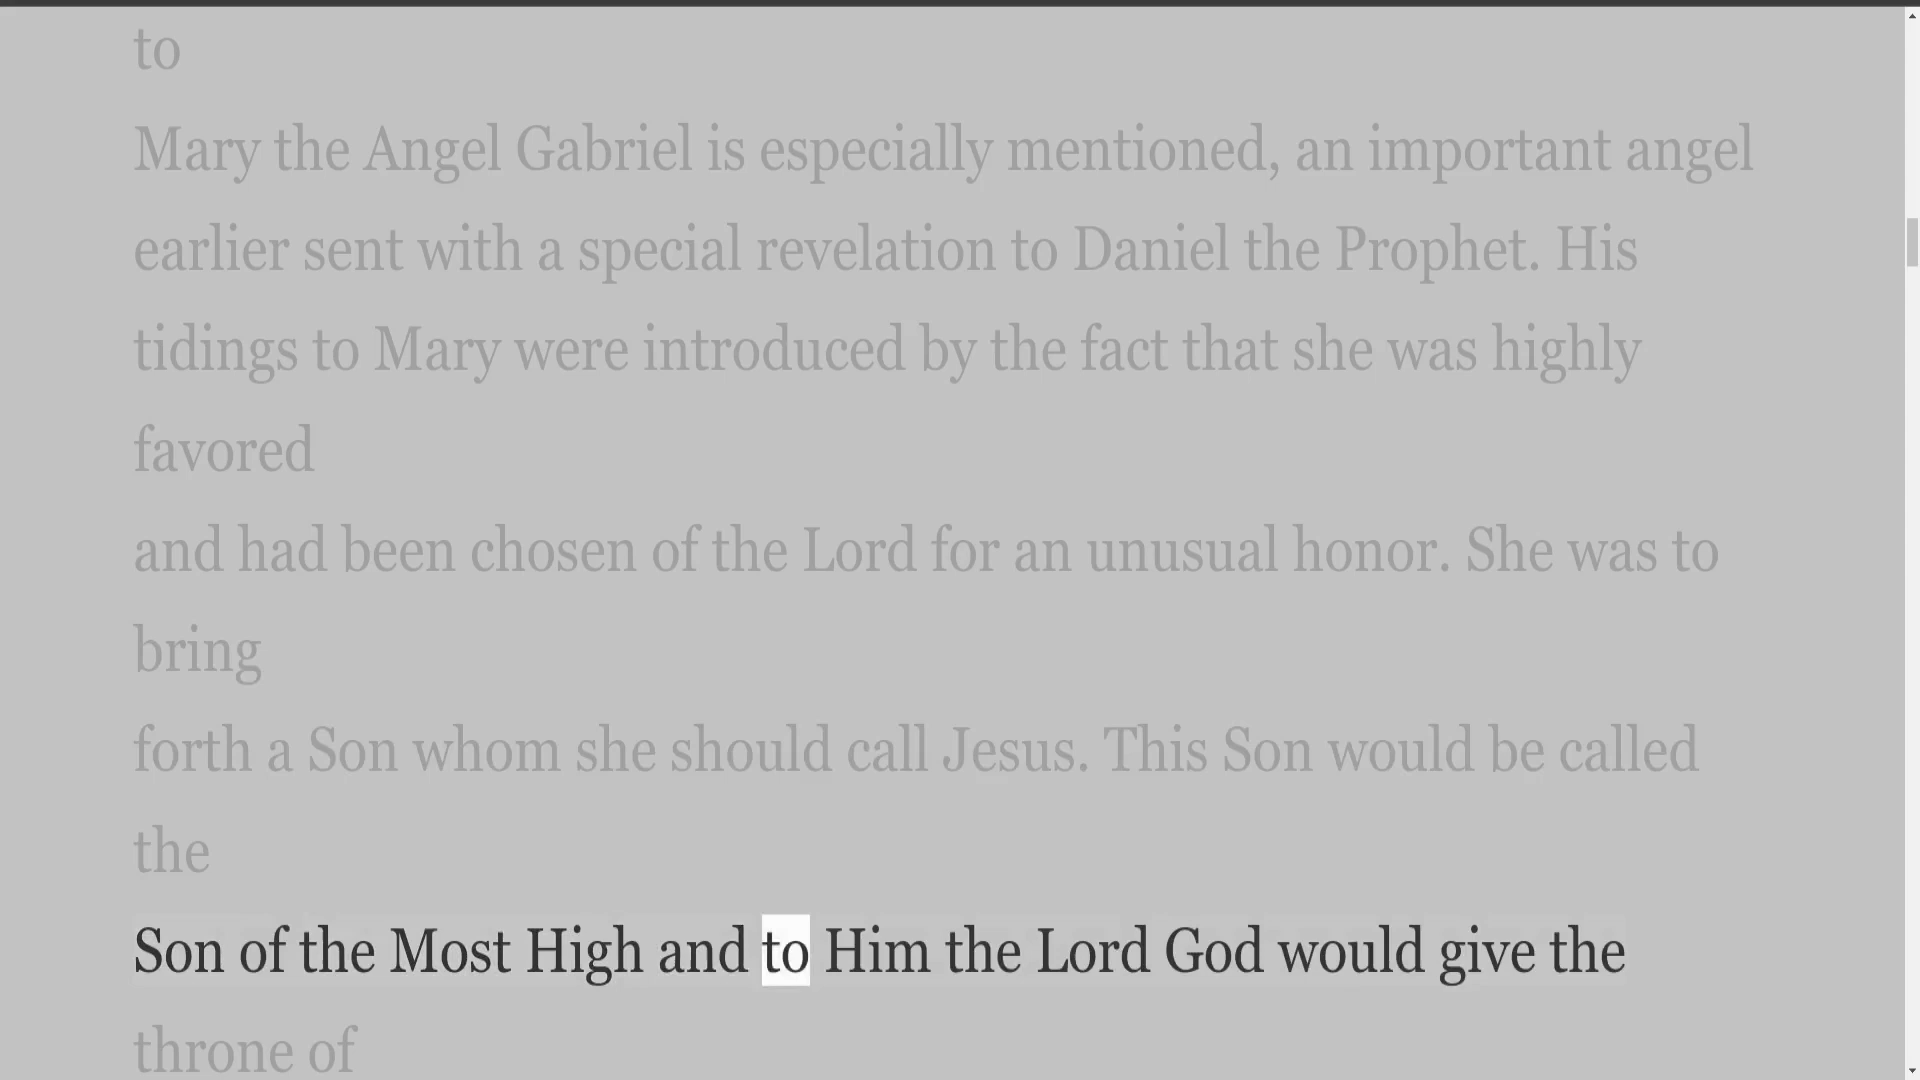 to
Mary the Angel Gabriel is especially mentioned, an important angel
earlier sent with a special revelation to Daniel the Prophet. His
tidings to Mary were introduced by the fact that she was highly
favored
and had been chosen of the Lord for an unusual honor. She was to
bring
forth a Son whom she should call Jesus. This Son would be called
the
Son of the Most High and to Him the Lord God would give the
throne of